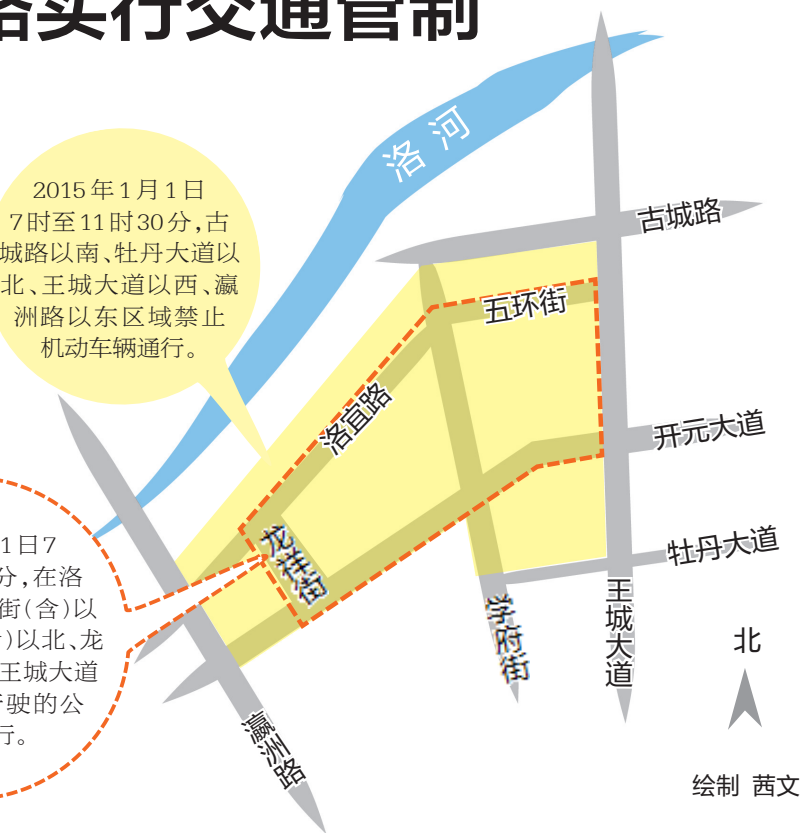 路实行交通管制
洛河
2015年1月1日
7时至11时30分,古
城路以南、牡丹大道以
北、王城大道以西、瀛
洲路以东区域禁止
机动车辆通行。
古城路
五环街
洛宜路
开元大道
1日7
分,在洛
街(含)以
)以北、龙
王城大道
驶的公
行。
龙祥街
牡丹大道
学府街
王城大道
瀛洲路
北
绘制 茜文